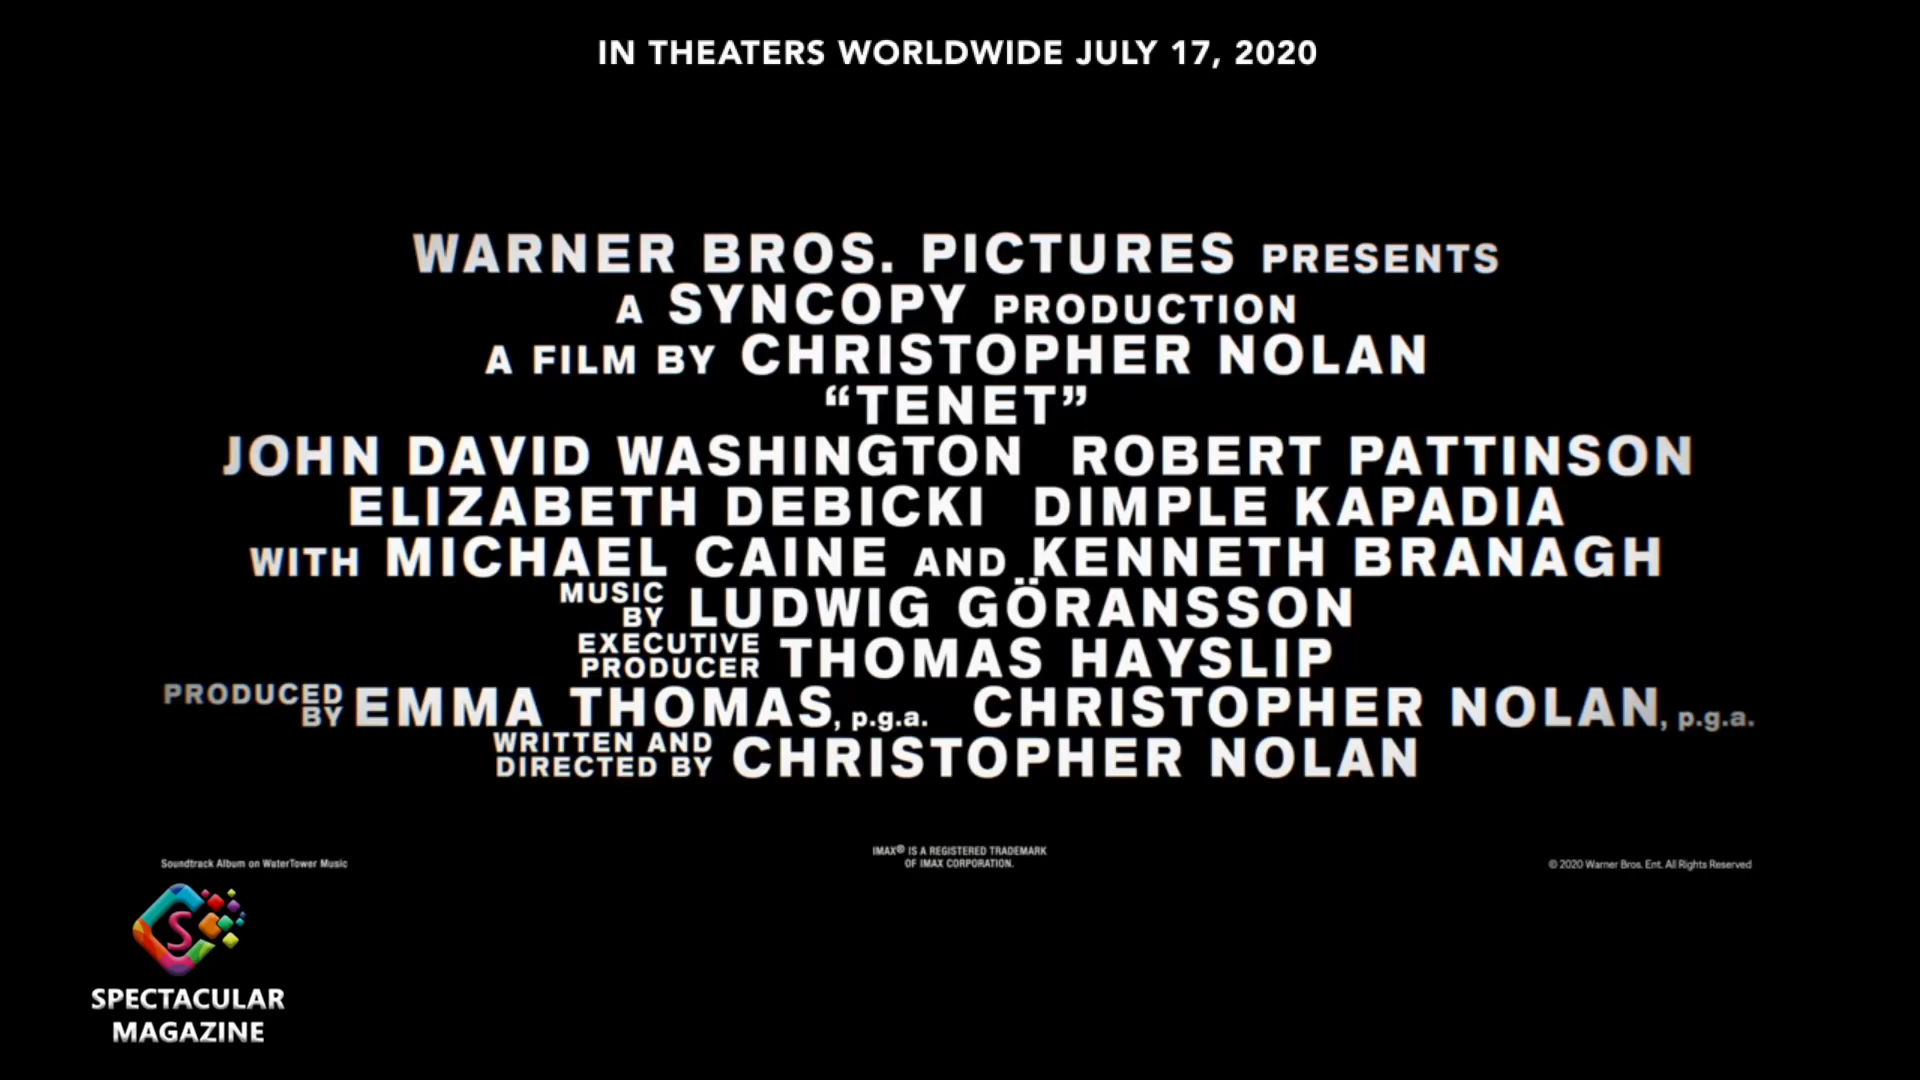 IN THEATERS WORLDWIDE JULY 17, 2020
WARNER BROS. PICTURES PRESENTS
A SYNCOPY PRODUCTION
A FILM BY CHRISTOPHER NOLAN
“TENET”
JOHN DAVID WASHINGTON ROBERT PATTINSON
ELIZABETH DEBICKI DIMPLE KAPADIA
WITH MICHAEL CAINE AND KENNETH BRANAGH
MUSIC BY LUDWIG GÖRANSSON
EXECUTIVE PRODUCER THOMAS HAYSLIP
PRODUCED BY EMMA THOMAS, p.g.a. CHRISTOPHER NOLAN, p.g.a.
WRITTEN AND DIRECTED BY CHRISTOPHER NOLAN
Soundtrack Album on WaterTower Music
IMAX® IS A REGISTERED TRADEMARK
OF IMAX CORPORATION.
© 2020 Warner Bros. Ent. All Rights Reserved
S
SPECTACULAR
MAGAZINE